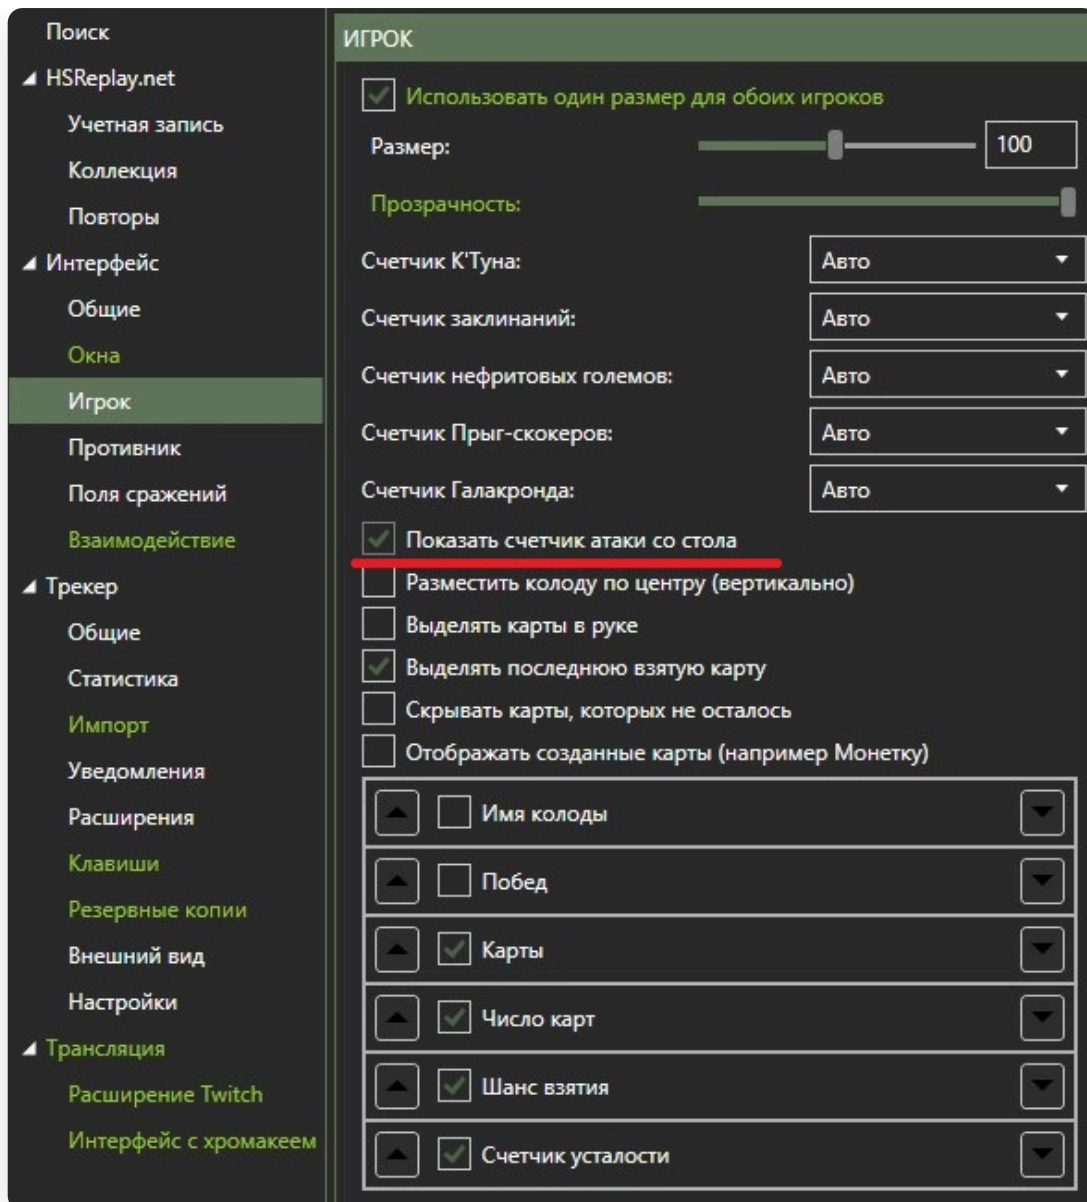 Поиск
HSReplay.net
Учетная запись
Коллекция
Повторы
Интерфейс
Общие
Окна
Игрок
Противник
Поля сражений
Взаимодействие
Трекер
Общие
Статистика
Импорт
Уведомления
Расширения
Клавиши
Резервные копии
Внешний вид
Настройки
Трансляция
Расширение Twitch
Интерфейс с хромакеем
ИГРОК
Использовать один размер для обоих игроков
Размер: 100
Прозрачность:
Счетчик К'Туна: Авто
Счетчик заклинаний: Авто
Счетчик нефритовых големов: Авто
Счетчик Прыг-скокеров: Авто
Счетчик Галакронда: Авто
Показать счетчик атаки со стола
Разместить колоду по центру (вертикально)
Выделять карты в руке
Выделять последнюю взятую карту
Скрывать карты, которых не осталось
Отображать созданные карты (например Монетку)
Имя колоды
Побед
Карты
Число карт
Шанс взятия
Счетчик усталости